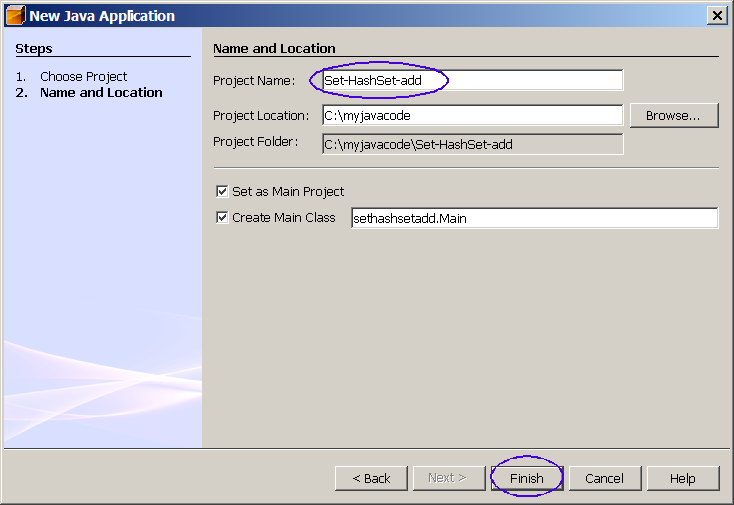 New Java Application
Steps
1. Choose Project
2. Name and Location
Name and Location
Project Name: Set-HashSet-add
Project Location: C:\myjavacode Browse...
Project Folder: C:\myjavacode\Set-HashSet-add
Set as Main Project
Create Main Class sethashsetadd.Main
< Back Next > Finish Cancel Help